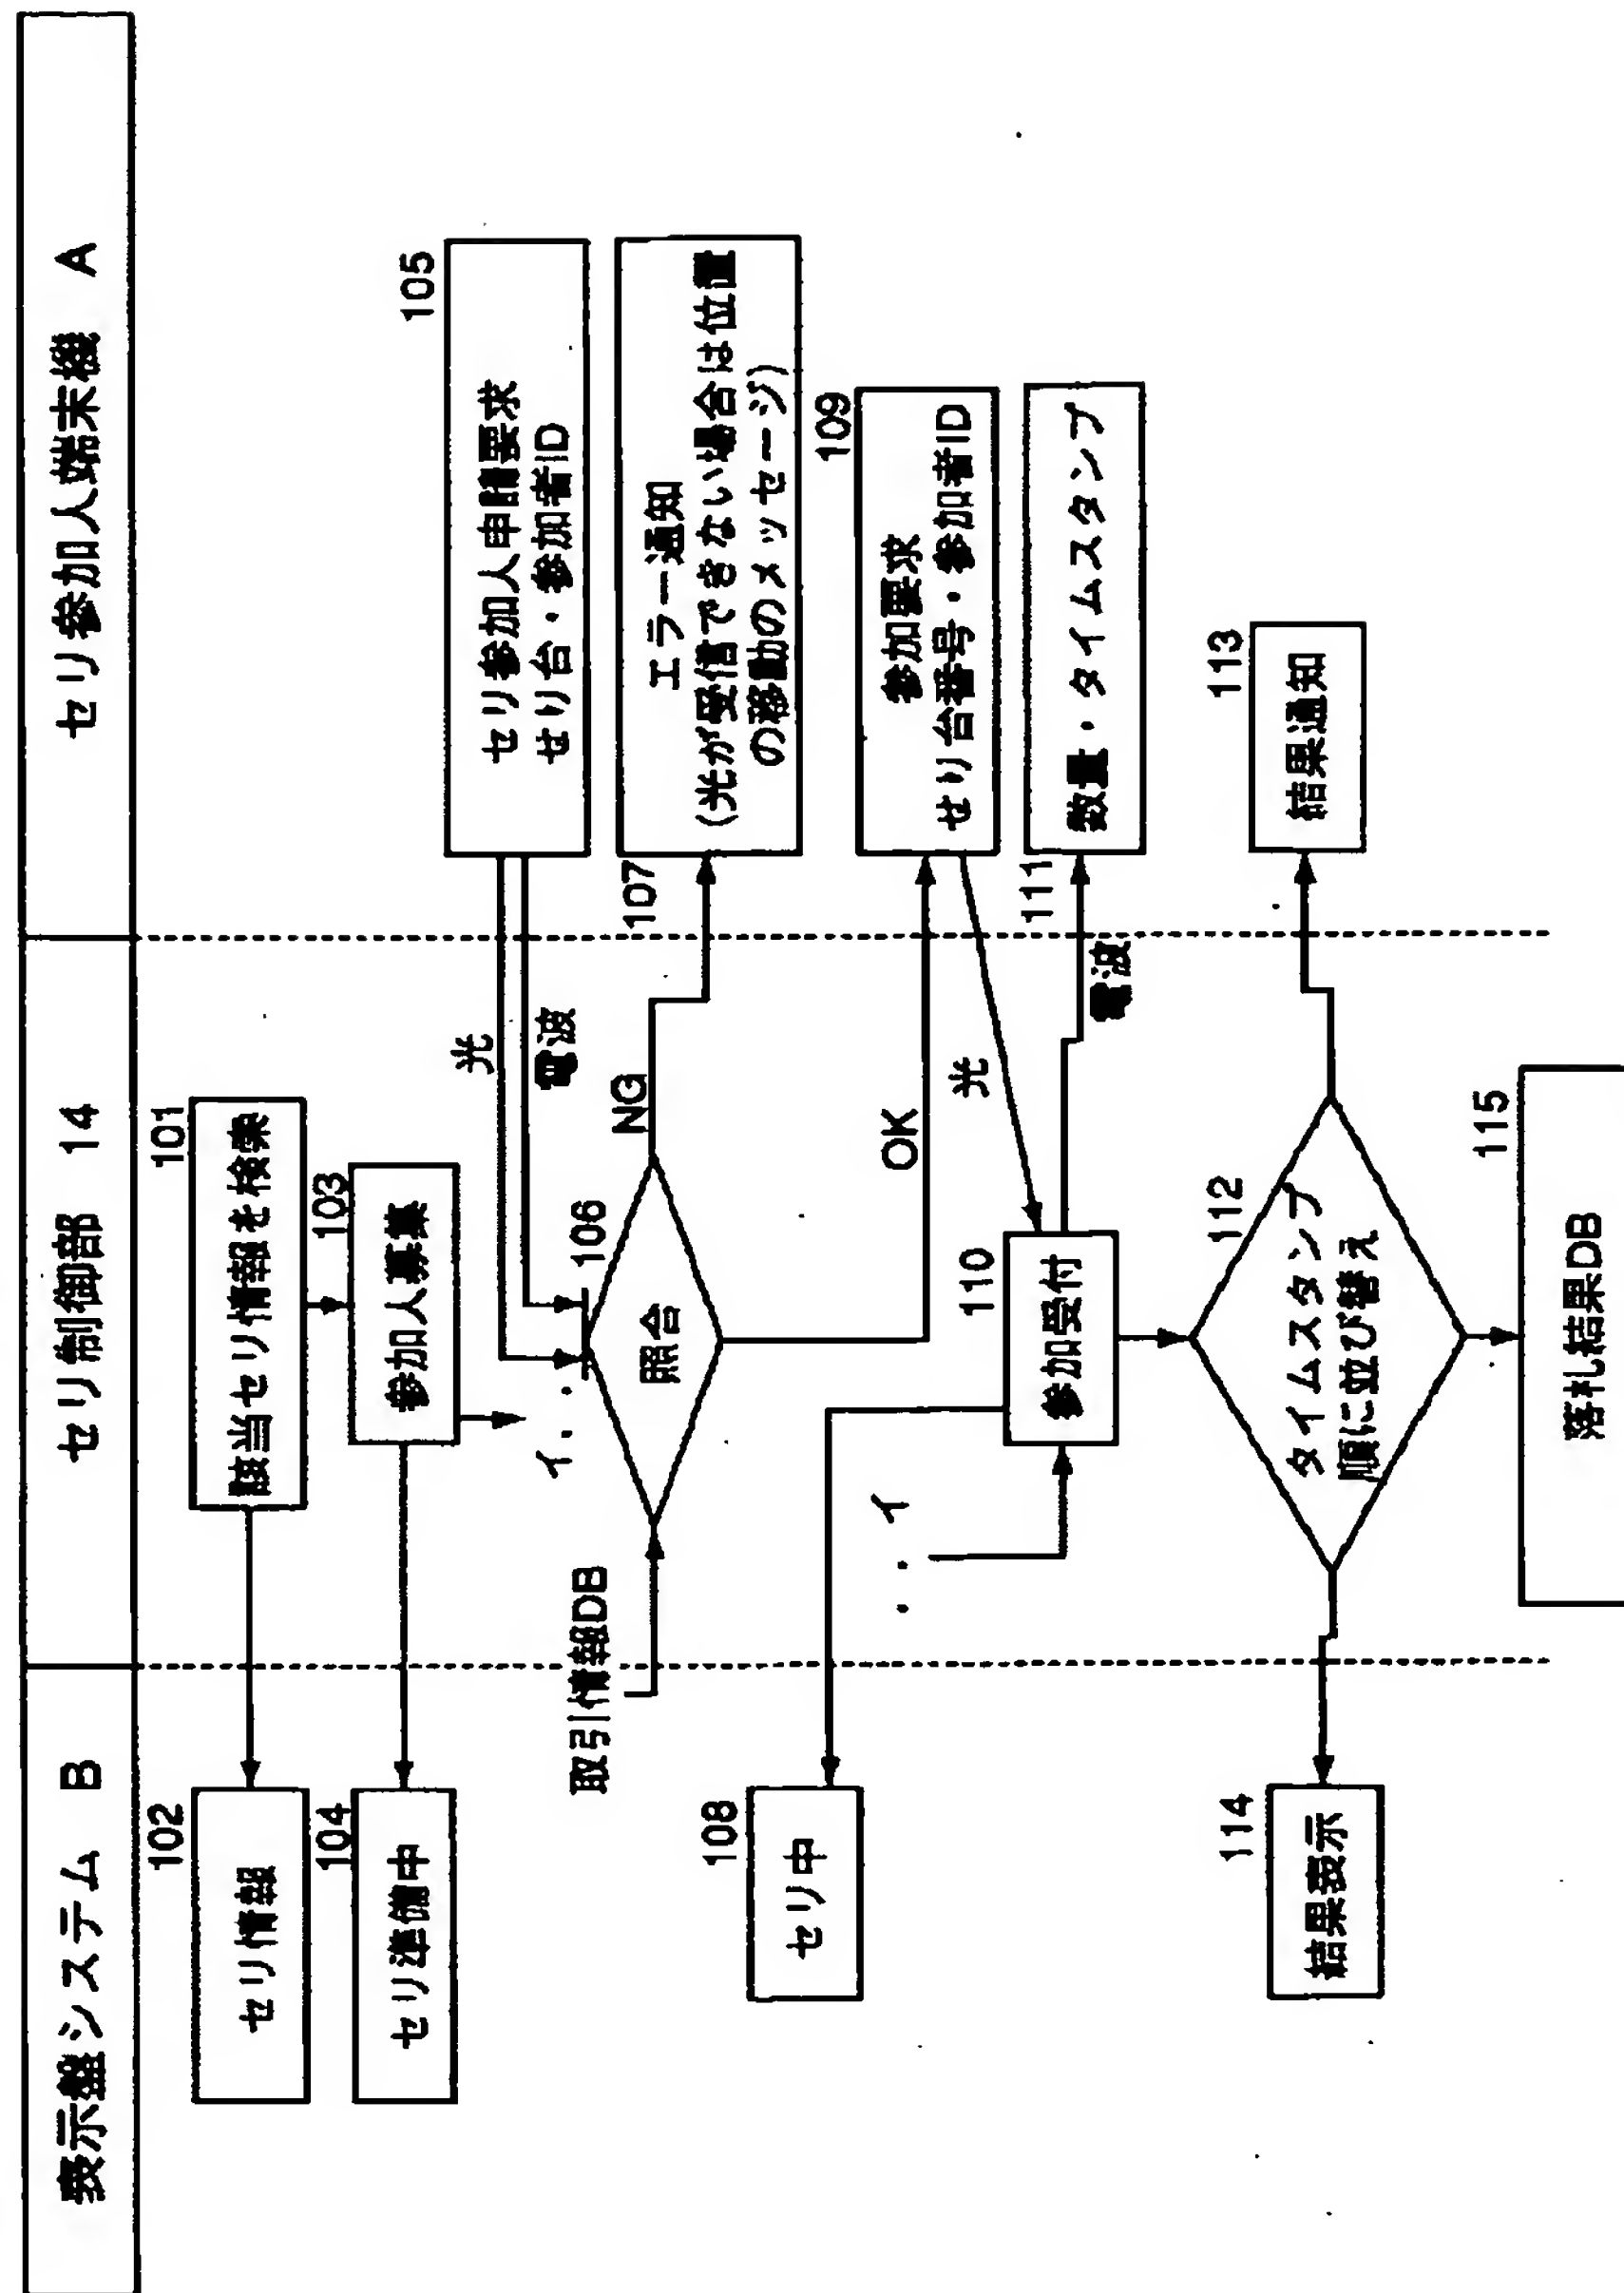 表示盤システム B
セリ制御部 14
セリ参加人端末機 A
101
該当セリ情報を検索
102
セリ情報
103
参加人募集
104
セリ準備中
105
セリ参加人申請要求
せり台・参加者ID
光
電波
イ・・
106
照合
取引情報DB
NG
107
エラー通知
(光が受信できない場合は位置
の移動のメッセージ)
OK
108
セリ中
109
参加要求
せり台番号・参加者ID
光
・・イ
110
参加受付
電波
111
数量・タイムスタンプ
112
タイムスタンプ
順に並び替え
113
結果通知
114
結果表示
115
落札結果DB